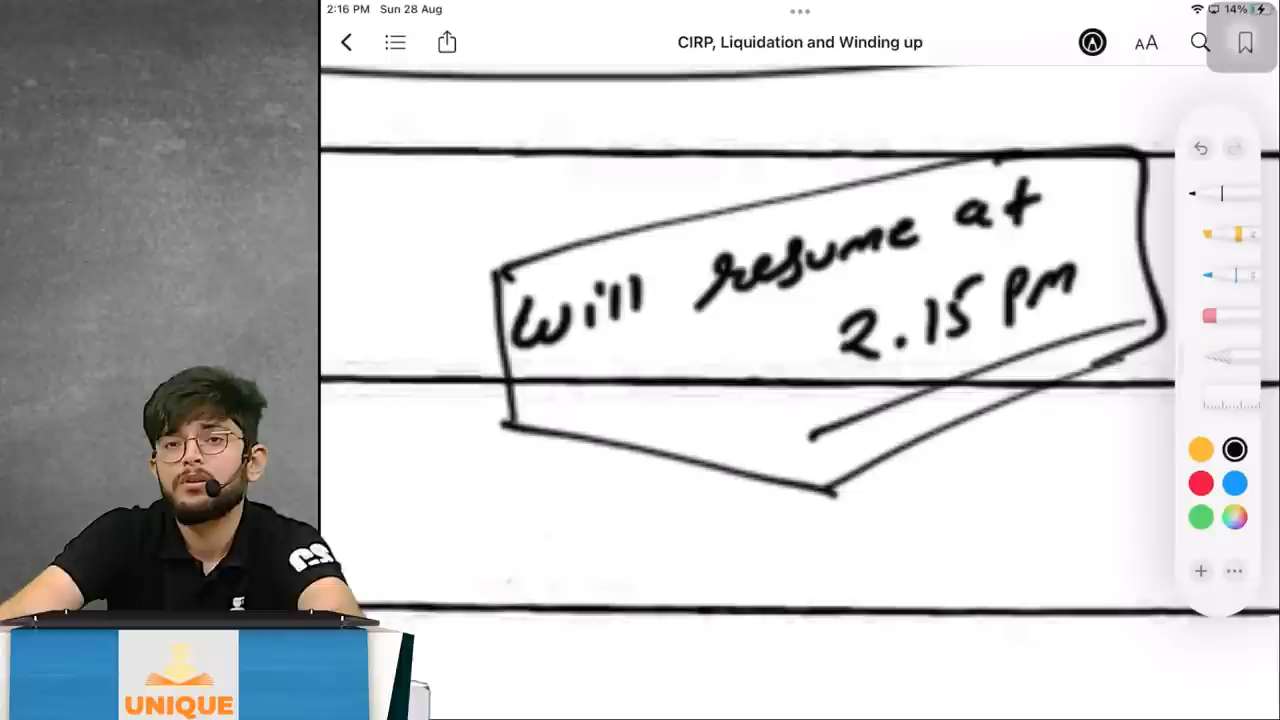 2:16 PM Sun 28 Aug
14%
CIRP, Liquidation and Winding up
AA
will resume at
2.15 pm
CS
UNIQUE